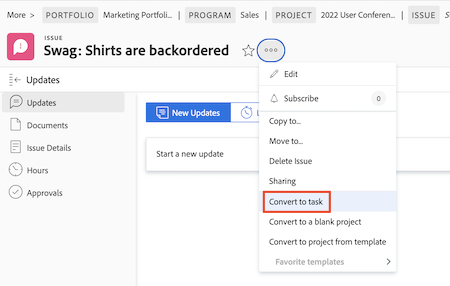 More > PORTFOLIO Marketing Portfolio... > PROGRAM Sales > PROJECT 2022 User Conferen... > ISSUE
ISSUE
Swag: Shirts are backordered
Updates
Updates
Documents
Issue Details
Hours
Approvals
New Updates
Start a new update
Edit
Subscribe 0
Copy to...
Move to...
Delete Issue
Sharing
Convert to task
Convert to a blank project
Convert to project from template
Favorite templates